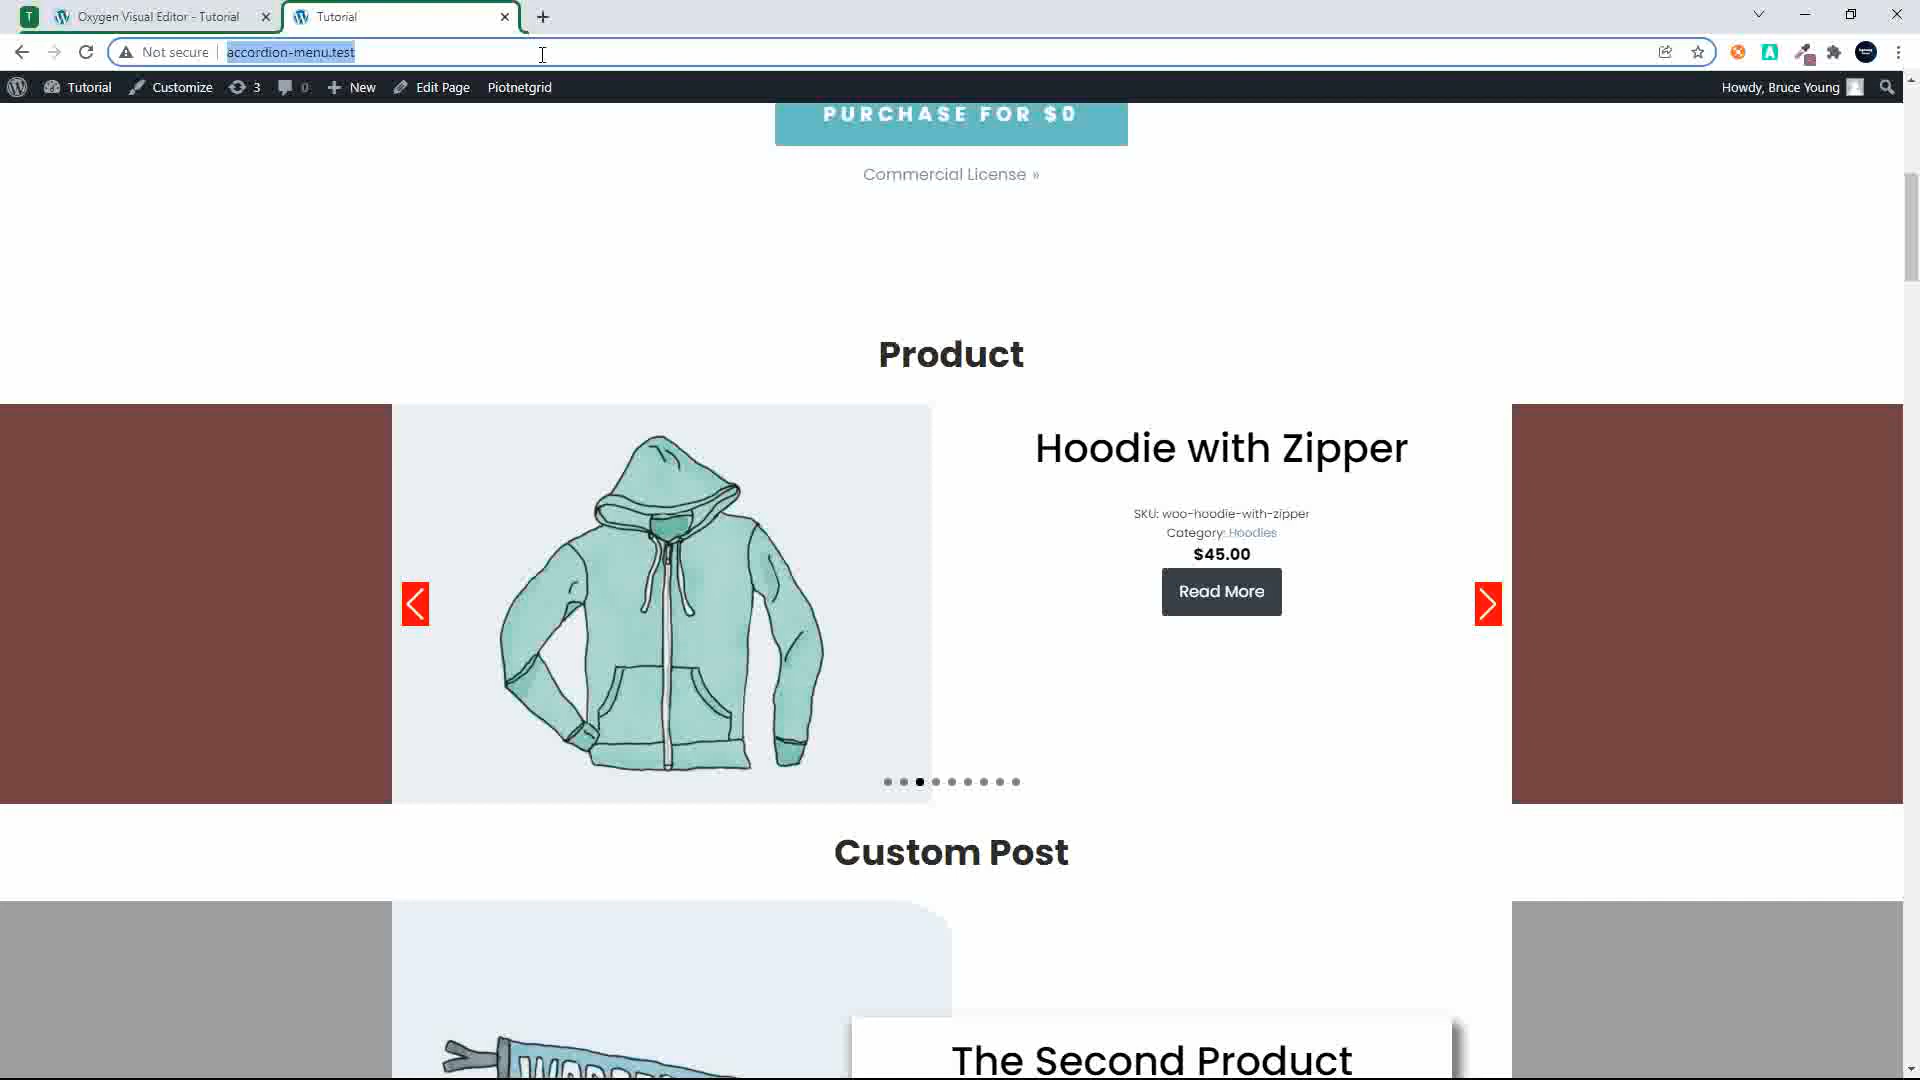 T
Oxygen Visual Editor - Tutorial
Tutorial
Not secure
accordion-menu.test
Tutorial
Customize
3
0
New
Edit Page
Piotnetgrid
Howdy, Bruce Young
PURCHASE FOR $0
Commercial License »
Product
Hoodie with Zipper
SKU: woo-hoodie-with-zipper
Category: Hoodies
$45.00
Read More
Custom Post
The Second Product